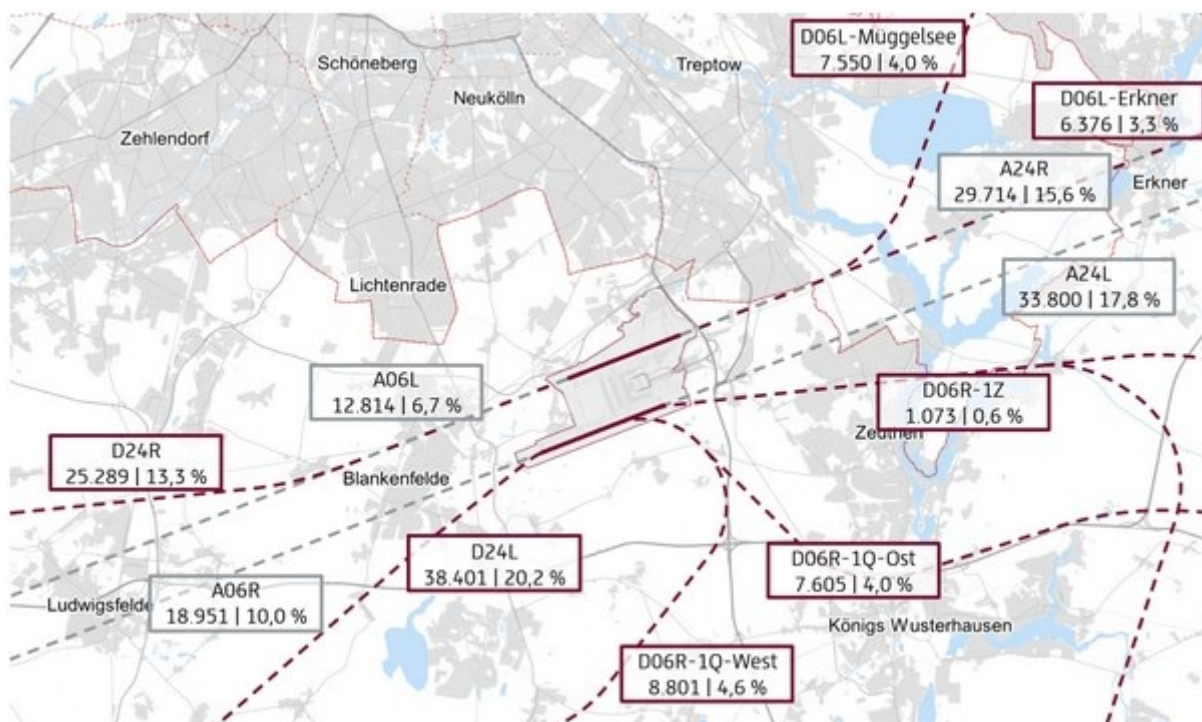 D06L-Müggelsee
7.550 | 4,0 %
Schöneberg
Treptow
Neukölln
D06L-Erkner
6.376 | 3,3 %
Zehlendorf
A24R
29.714 | 15,6 %
Erkner
A24L
33.800 | 17,8 %
Lichtenrade
A06L
12.814 | 6,7 %
D06R-1Z
1.073 | 0,6 %
Zeuthen
D24R
25.289 | 13,3 %
Blankenfelde
D24L
38.401 | 20,2 %
D06R-1Q-Ost
7.605 | 4,0 %
A06R
18.951 | 10,0 %
Ludwigsfelde
Königs Wusterhausen
D06R-1Q-West
8.801 | 4,6 %